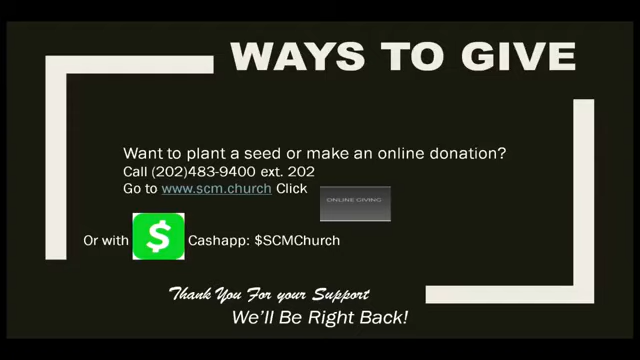 WAYS TO GIVE
Want to plant a seed or make an online donation?
Call (202)483-9400 ext. 202
Go to www.scm.church Click
ONLINE GIVING
Or with $ Cashapp: $SCMChurch
Thank You For your Support
We'll Be Right Back!